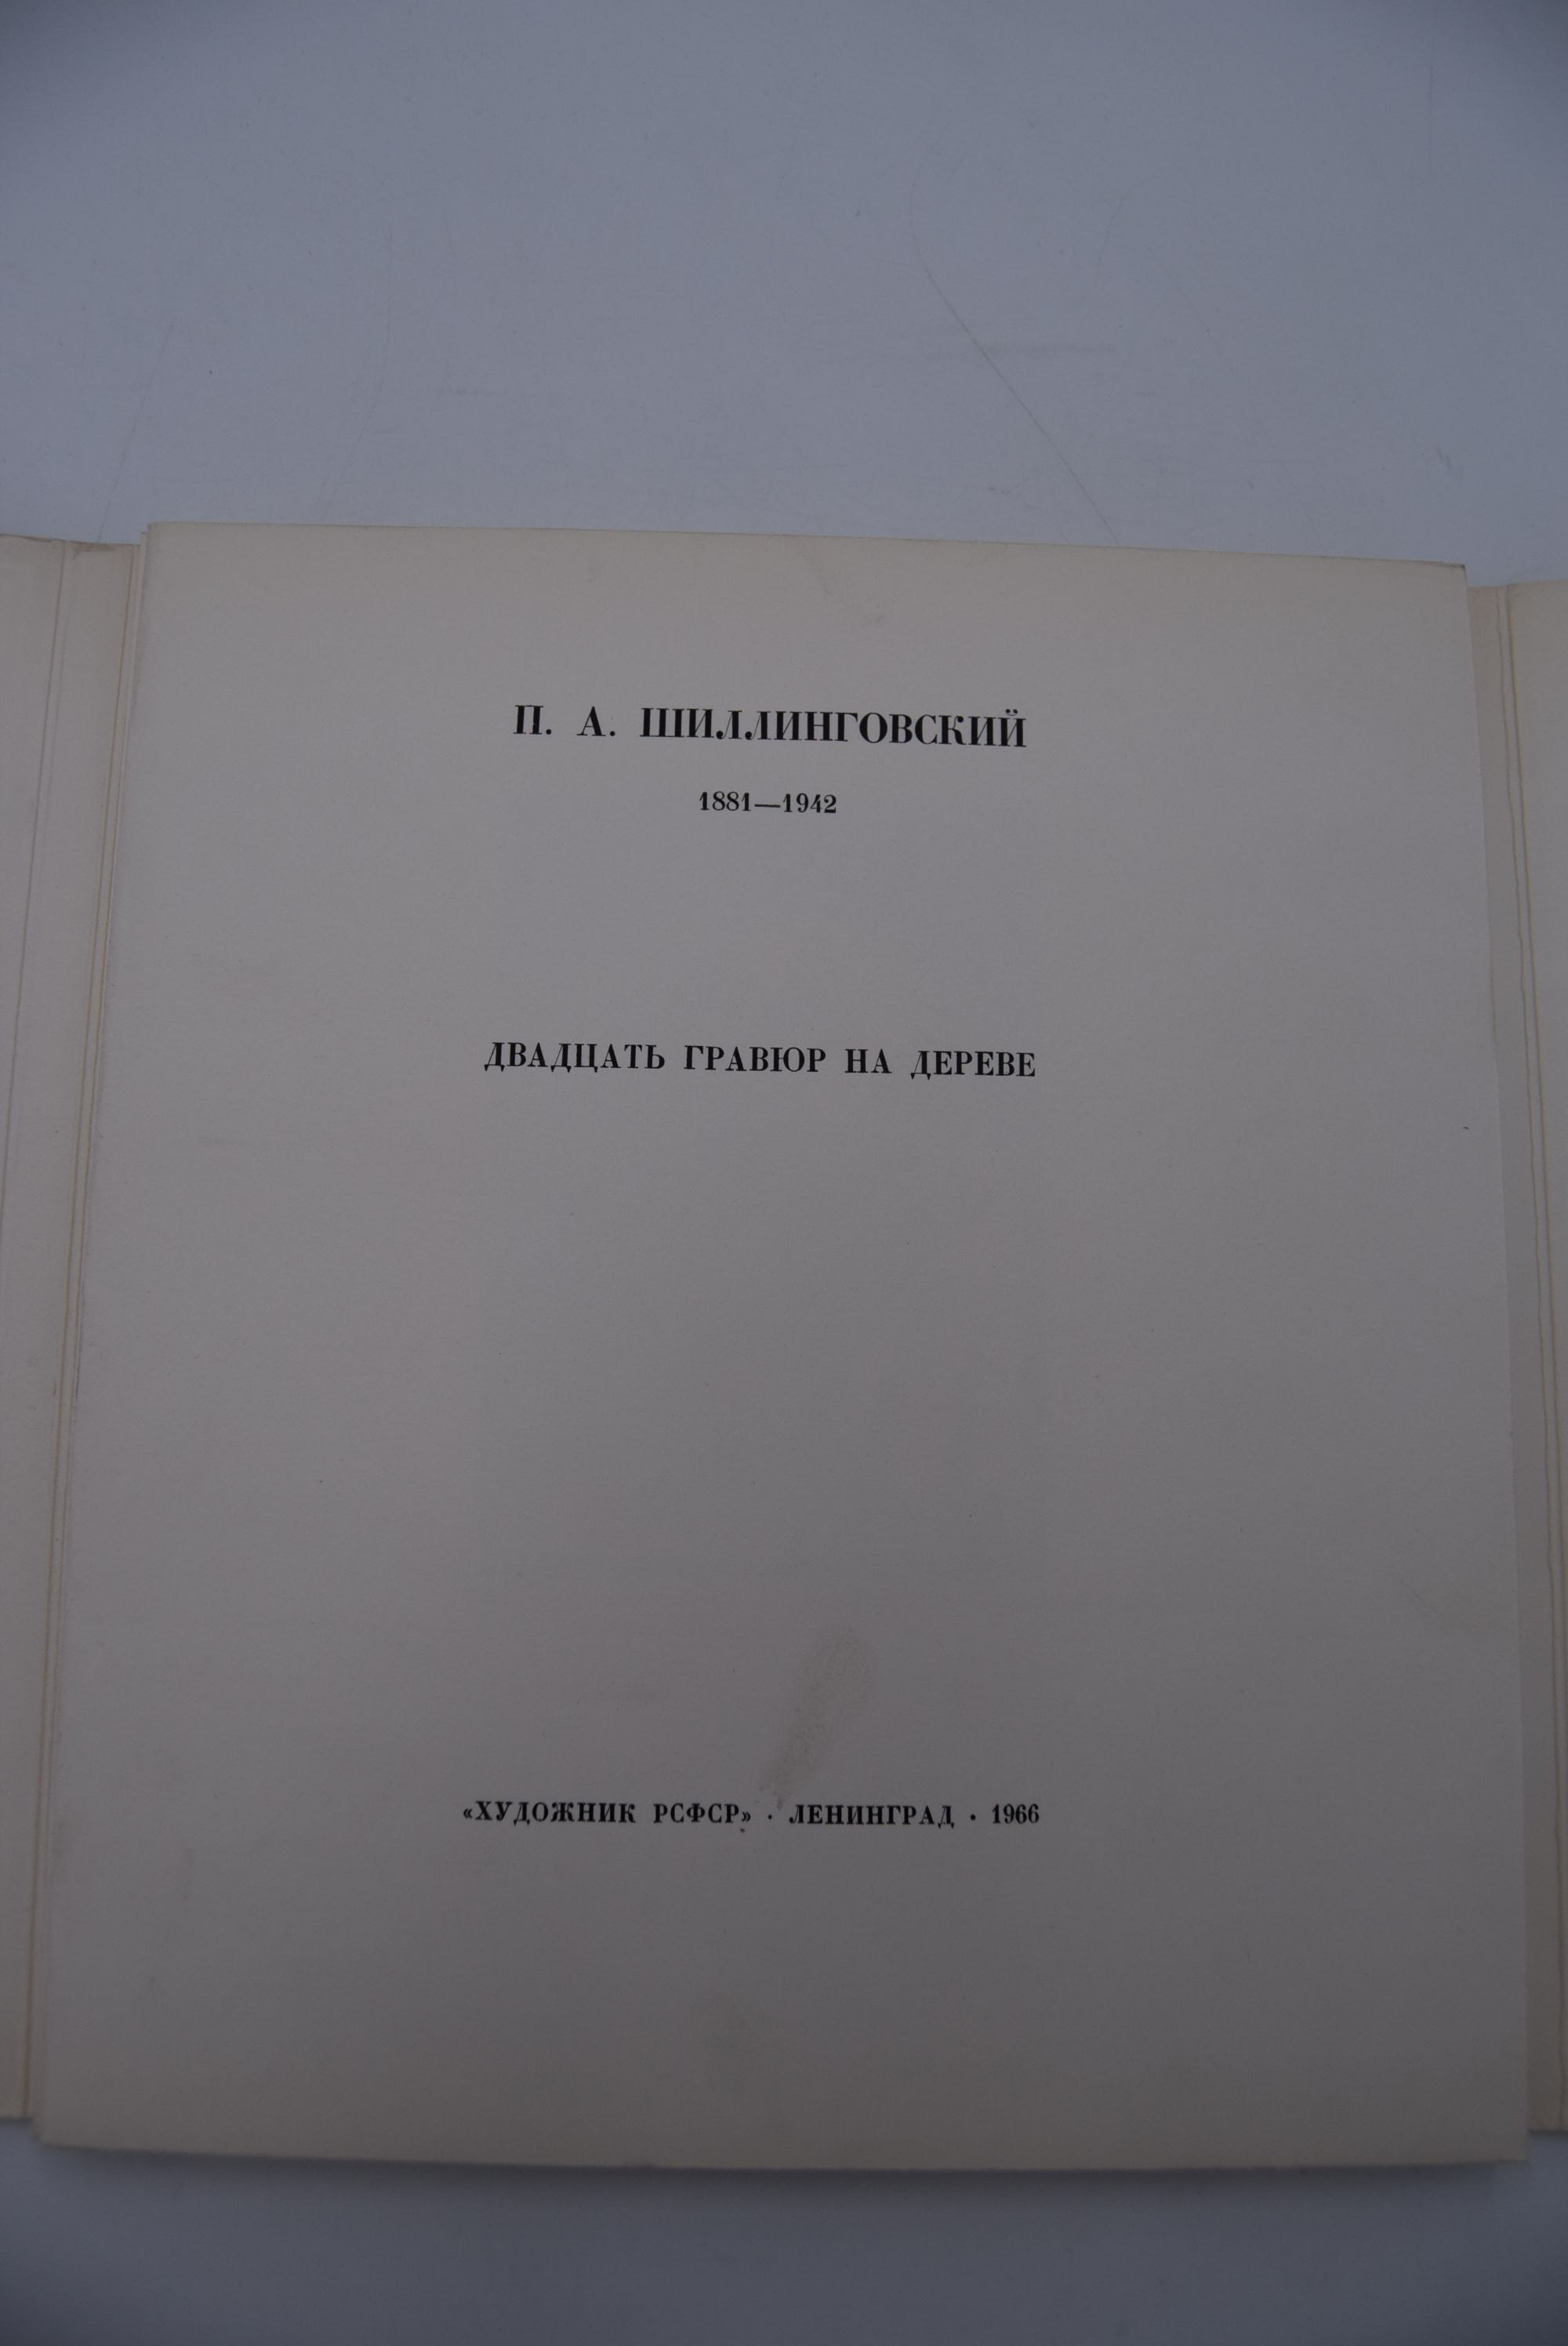 П. А. ШИЛЛИНГОВСКИЙ
1881—1942
ДВАДЦАТЬ ГРАВЮР НА ДЕРЕВЕ
«ХУДОЖНИК РСФСР» · ЛЕНИНГРАД · 1966